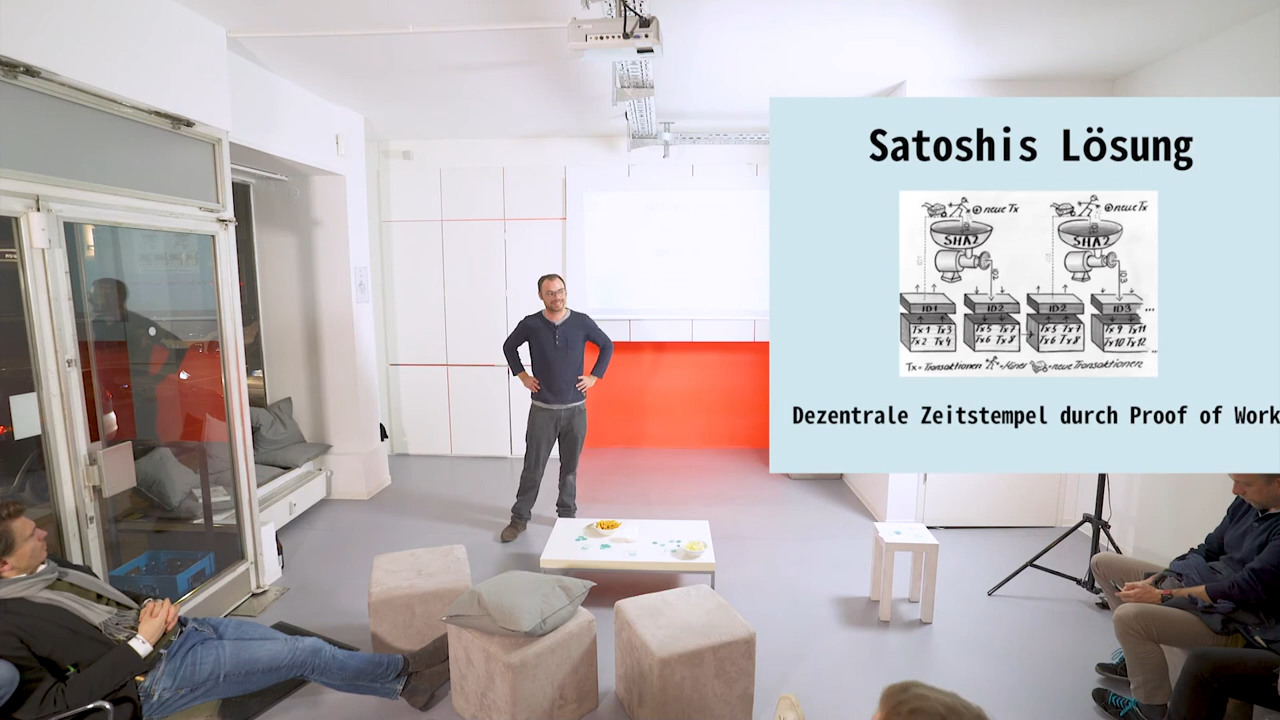 Satoshis Lösung
neue Tx neue Tx
SHA2 SHA2
ID1 ID2 ID2 ID3 ...
Tx1 Tx3 Tx5 Tx7 Tx5 Tx7 Tx9 Tx11
Tx2 Tx4 Tx6 Tx8 Tx6 Tx8 Tx10 Tx12 ...
Tx = Transaktionen = neue Transaktionen
Dezentrale Zeitstempel durch Proof of Work